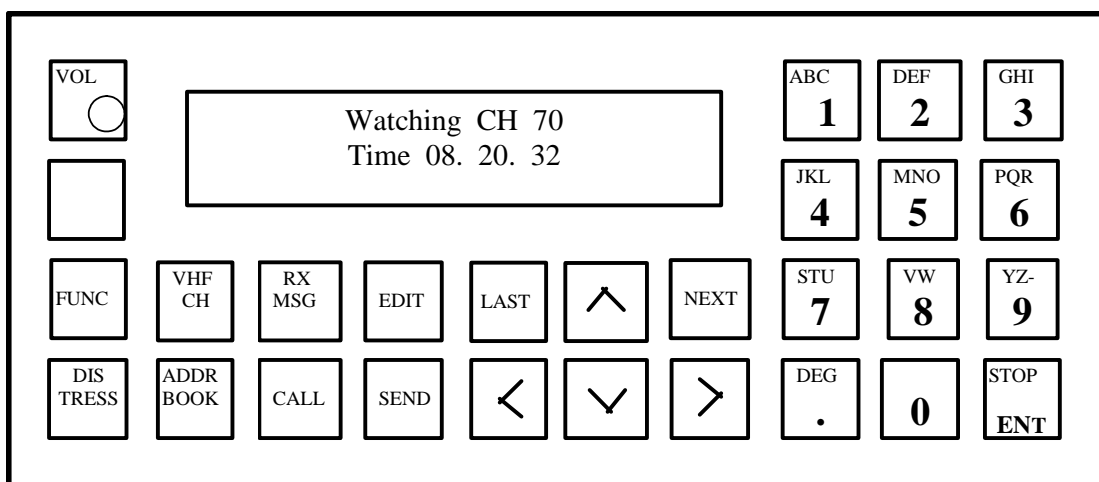 VOL
Watching CH 70
Time 08. 20. 32
ABC
1
DEF
2
GHI
3
JKL
4
MNO
5
PQR
6
FUNC
VHF
CH
RX
MSG
EDIT
LAST
NEXT
STU
7
VW
8
YZ-
9
DIS
TRESS
ADDR
BOOK
CALL
SEND
DEG
.
0
STOP
ENT